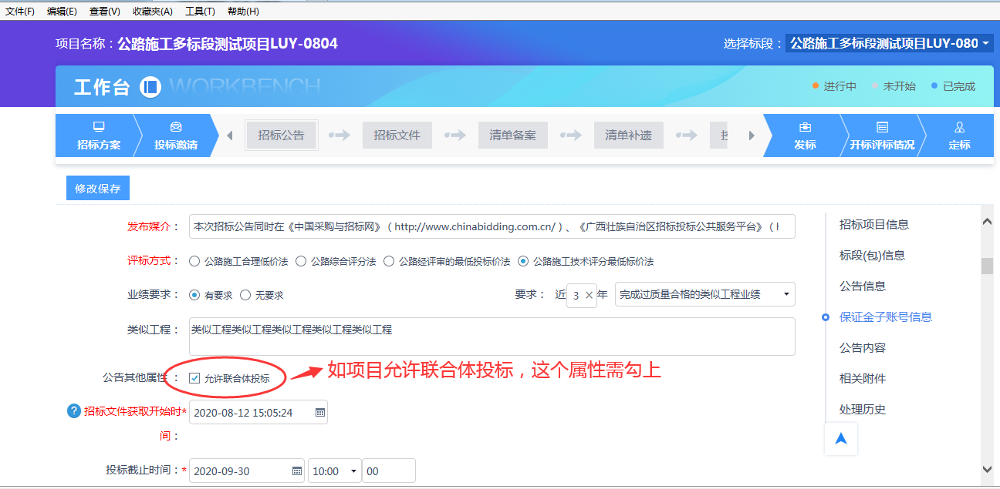 文件(F) 编辑(E) 查看(V) 收藏夹(A) 工具(T) 帮助(H)
项目名称：公路施工多标段测试项目LUY-0804 选择标段： 公路施工多标段测试项目LUY-080
工作台 WORKBENCH 进行中 未开始 已完成
招标方案 投标邀请 招标公告 招标文件 清单备案 清单补遗 发标 开标评标情况 定标
修改保存
发布媒介： 本次招标公告同时在《中国采购与招标网》（http://www.chinabidding.com.cn/）、《广西壮族自治区招标投标公共服务平台》（
招标项目信息
评标方式： 公路施工合理低价法 公路综合评分法 公路经评审的最低投标价法 公路施工技术评分最低标价法
标段(包)信息
业绩要求： 有要求 无要求 要求： 近 3 × 年 完成过质量合格的类似工程业绩
公告信息
保证金子账号信息
类似工程： 类似工程类似工程类似工程类似工程类似工程
公告内容
公告其他属性： 允许联合体投标 如项目允许联合体投标，这个属性需勾上
相关附件
? 招标文件获取开始时* 2020-08-12 15:05:24
间：
处理历史
投标截止时间：* 2020-09-30 10:00 00